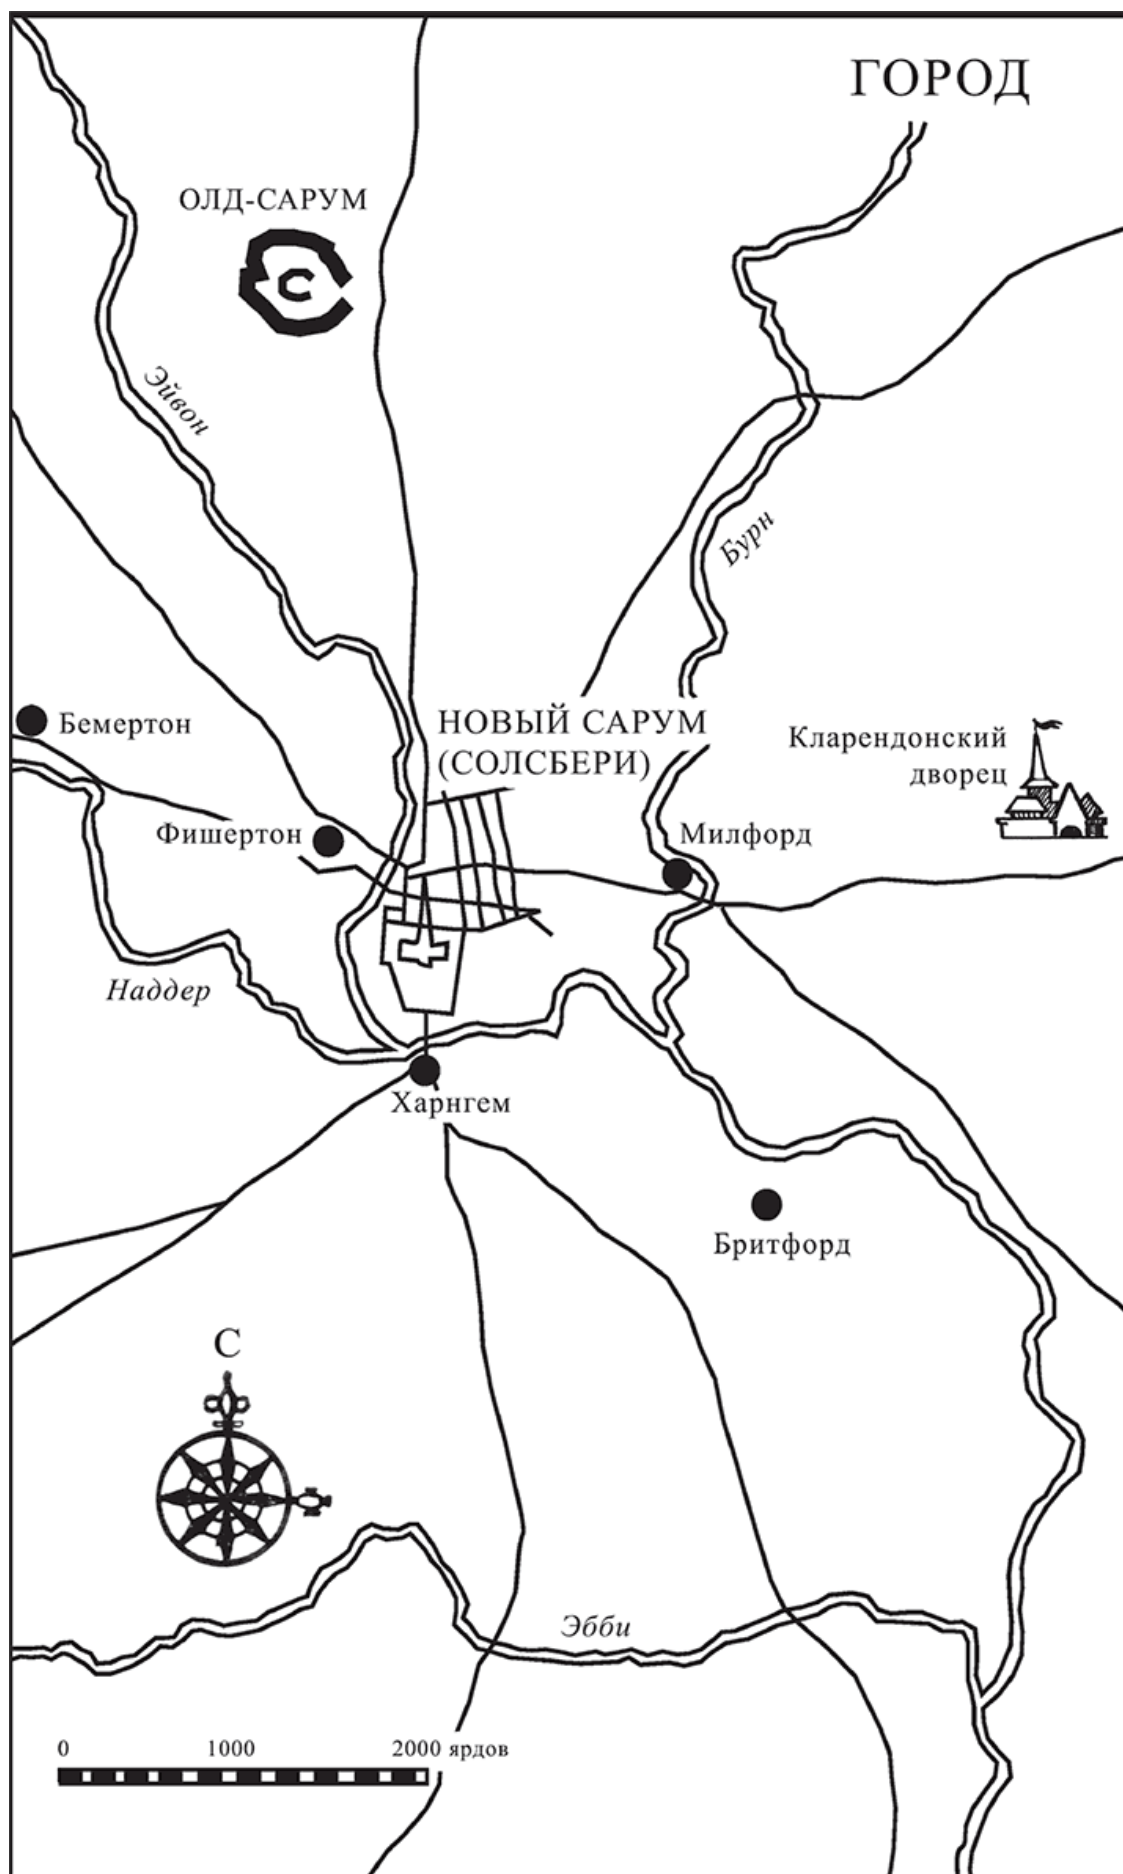 ГОРОД
ОЛД-САРУМ
Эйвон
Бурн
Бемертон
НОВЫЙ САРУМ
(СОЛСБЕРИ)
Кларендонский
дворец
Фишертон
Милфорд
Наддер
Харнгем
Бритфорд
С
Эбби
0 1000 2000 ярдов